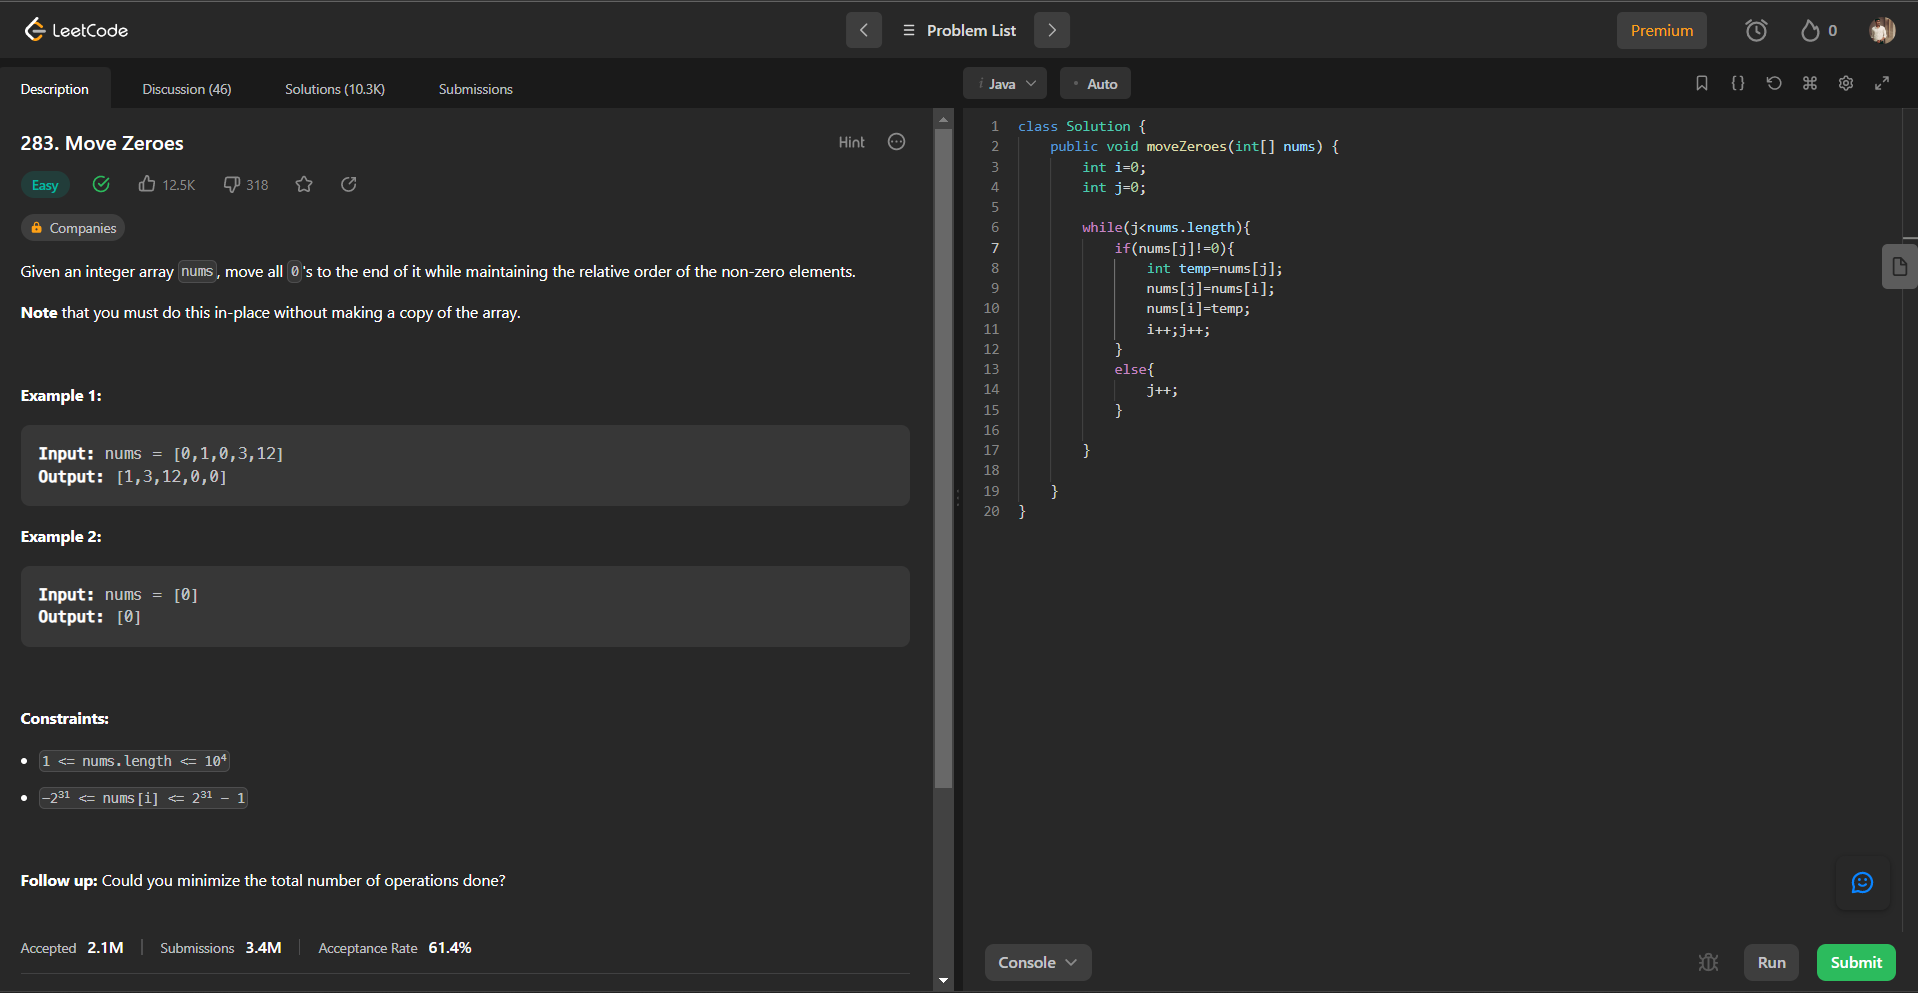 LeetCode
Problem List
Premium
0
Description
Discussion (46)
Solutions (10.3K)
Submissions
283. Move Zeroes
Hint
Easy
12.5K
318
Companies
Given an integer array nums, move all 0's to the end of it while maintaining the relative order of the non-zero elements.
Note that you must do this in-place without making a copy of the array.
Example 1:
Input: nums = [0,1,0,3,12]
Output: [1,3,12,0,0]
Example 2:
Input: nums = [0]
Output: [0]
Constraints:
• 1 <= nums.length <= 10⁴
• -2³¹ <= nums[i] <= 2³¹ - 1
Follow up: Could you minimize the total number of operations done?
Accepted 2.1M
Submissions 3.4M
Acceptance Rate 61.4%
i Java
• Auto
{}
1 class Solution {
2     public void moveZeroes(int[] nums) {
3         int i=0;
4         int j=0;
5
6         while(j<nums.length){
7             if(nums[j]!=0){
8                 int temp=nums[j];
9                 nums[j]=nums[i];
10                 nums[i]=temp;
11                 i++;j++;
12             }
13             else{
14                 j++;
15             }
16
17         }
18
19     }
20 }
Console
Run
Submit